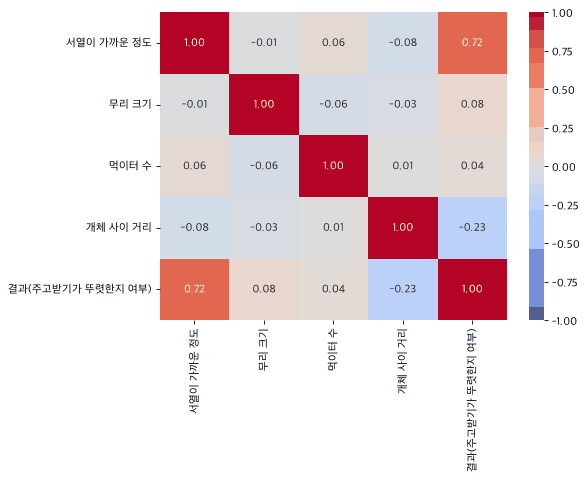 서열이 가까운 정도 1.00 -0.01 0.06 -0.08 0.72
무리 크기 -0.01 1.00 -0.06 -0.03 0.08
먹이터 수 0.06 -0.06 1.00 0.01 0.04
개체 사이 거리 -0.08 -0.03 0.01 1.00 -0.23
결과(주고받기가 뚜렷한지 여부) 0.72 0.08 0.04 -0.23 1.00
서열이 가까운 정도
무리 크기
먹이터 수
개체 사이 거리
결과(주고받기가 뚜렷한지 여부)
1.00
0.75
0.50
0.25
0.00
-0.25
-0.50
-0.75
-1.00